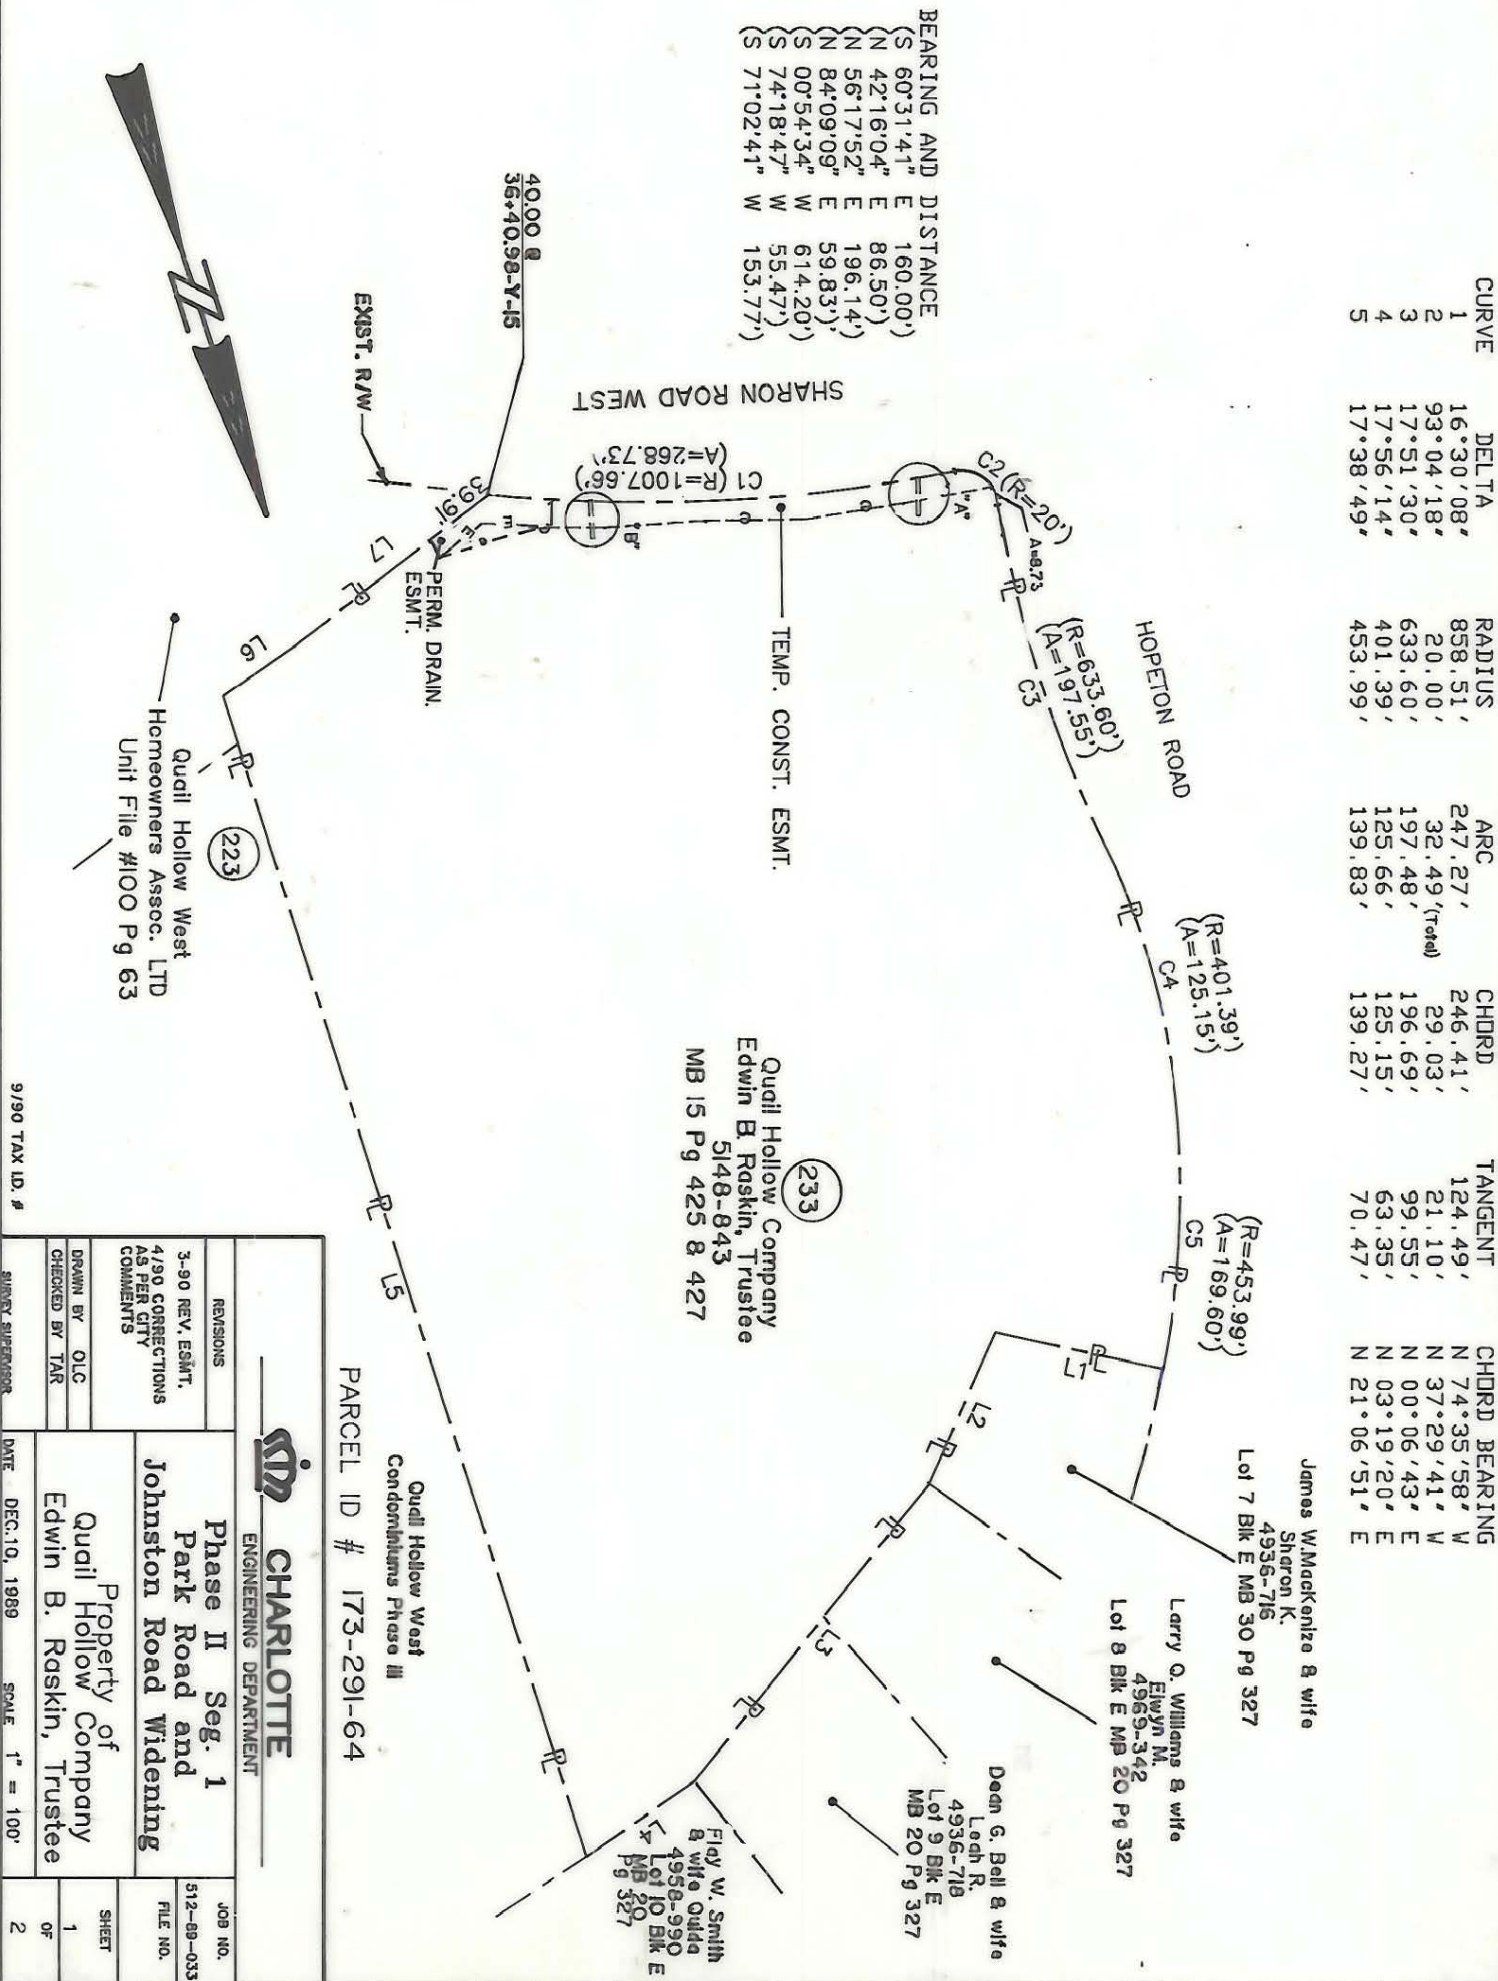 CURVE DELTA RADIUS ARC CHORD TANGENT CHORD BEARING
1 16°30'08" 858.51' 247.27' 246.41' 124.49' N 74°35'58" W
2 93°04'18" 20.00' 32.49'(Total) 29.03' 21.10' N 37°29'41" W
3 17°51'30" 633.60' 197.48' 196.69' 99.55' N 00°06'43" E
4 17°56'14" 401.39' 125.66' 125.15' 63.35' N 03°19'20" E
5 17°38'49" 453.99' 139.83' 139.27' 70.47' N 21°06'51" E
BEARING AND DISTANCE
(S 60°31'41" E 160.00')
(N 42°16'04" E 86.50')
(N 56°17'52" E 196.14')
(N 84°09'09" E 59.83')
(S 00°54'34" W 614.20')
(S 74°18'47" W 55.47')
(S 71°02'41" W 153.77')
HOPETON ROAD
(R=633.60')
(A=197.55')
C3
(R=401.39')
(A=125.15')
C4
(R=453.99')
(A=169.60')
C5
C2(R=20')
A=8.73
"A"
SHARON ROAD WEST
C1 (R=1007.66')
(A=268.73')
"B"
TEMP. CONST. ESMT.
40.00
36+40.98-Y-15
EXIST. R/W
39.91'
E
E
PERM. DRAIN.
ESMT.
L7
L6
PL
PL
PL
PL
PL
PL
PL
PL
PL
PL
L1
L2
L3
L4
L5
James W.MacKenize & wife
Sharon K.
4936-716
Lot 7 Blk E MB 30 Pg 327
Larry Q. Williams & wife
Elwyn M.
4969-342
Lot 8 Blk E MB 20 Pg 327
Dean G. Bell & wife
Leah R.
4936-718
Lot 9 Blk E
MB 20 Pg 327
Flay W. Smith
& wife Ouida
4958-990
Lot 10 Blk E
MB 20
Pg 327
233
Quail Hollow Company
Edwin B. Raskin, Trustee
5148-843
MB 15 Pg 425 & 427
N
223
Quail Hollow West
Homeowners Assoc. LTD
Unit File #100 Pg 63
Quail Hollow West
Condominiums Phase III
PARCEL ID # 173-291-64
CHARLOTTE
ENGINEERING DEPARTMENT
REVISIONS
3-90 REV. ESMT.
4/90 CORRECTIONS
AS PER CITY
COMMENTS
DRAWN BY OLC
CHECKED BY TAR
SURVEY SUPERVISOR
Phase II Seg. 1
Park Road and
Johnston Road Widening
Property of
Quail Hollow Company
Edwin B. Raskin, Trustee
DATE DEC.10, 1989 SCALE 1" = 100'
JOB NO.
512-89-033
FILE NO.
SHEET
1
OF
2
9/90 TAX I.D. #